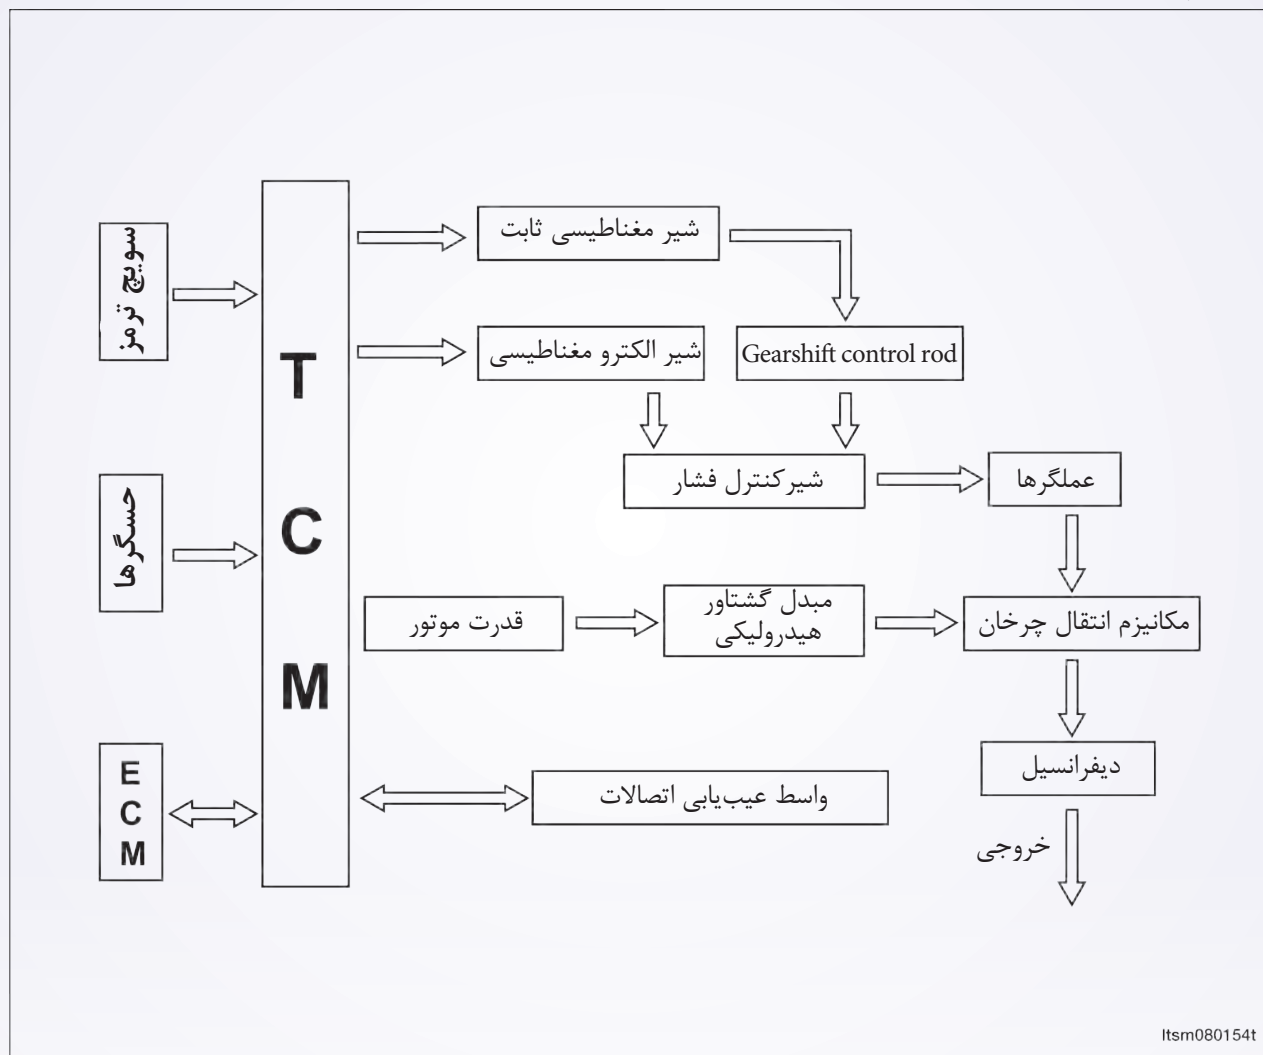 سویچ ترمز
حسگرها
E
C
M
T
C
M
شیر مغناطیسی ثابت
شیر الکترو مغناطیسی
Gearshift control rod
شیرکنترل فشار
عملگرها
قدرت موتور
مبدل گشتاور
هیدرولیکی
مکانیزم انتقال چرخان
دیفرانسیل
واسط عیب‌یابی اتصالات
خروجی
ltsm080154t